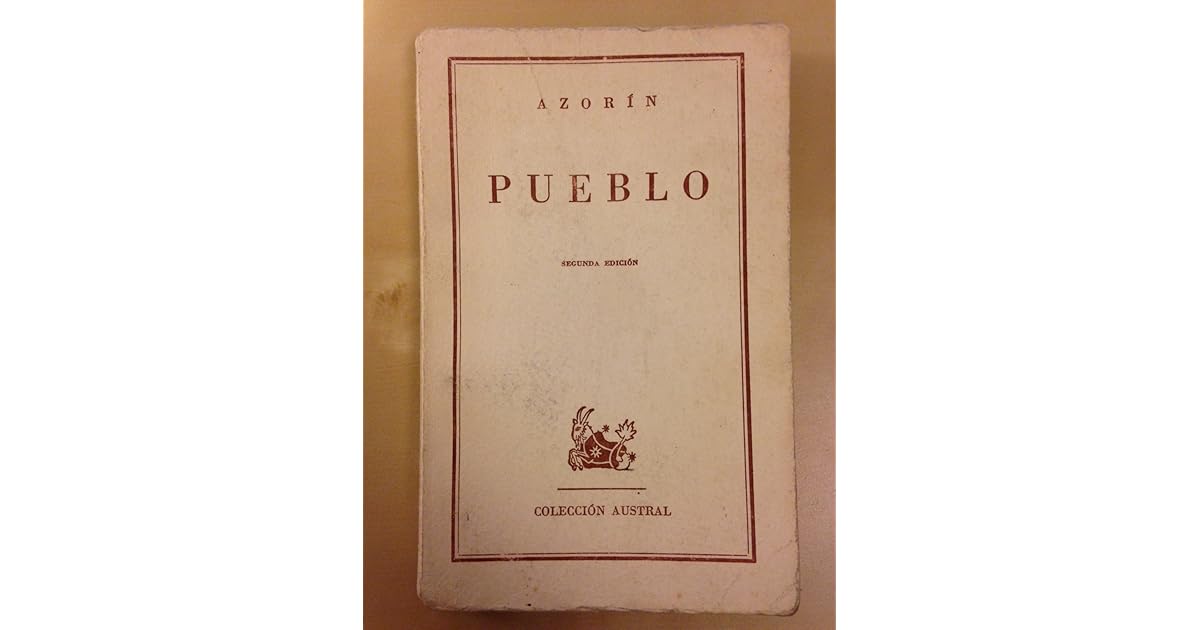 AZORÍN
PUEBLO
SEGUNDA EDICIÓN
COLECCIÓN AUSTRAL